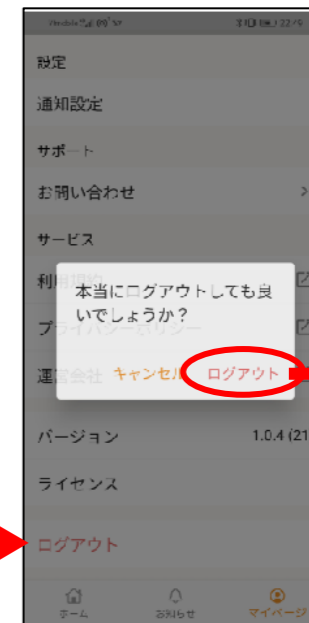 設定
通知設定
サポート
お問い合わせ
サービス
本当にログアウトしても良
いでしょうか？
キャンセル ログアウト
プライバシーポリシー
運営会社
バージョン 1.0.4 (21
ライセンス
ログアウト
ホーム お知らせ マイページ